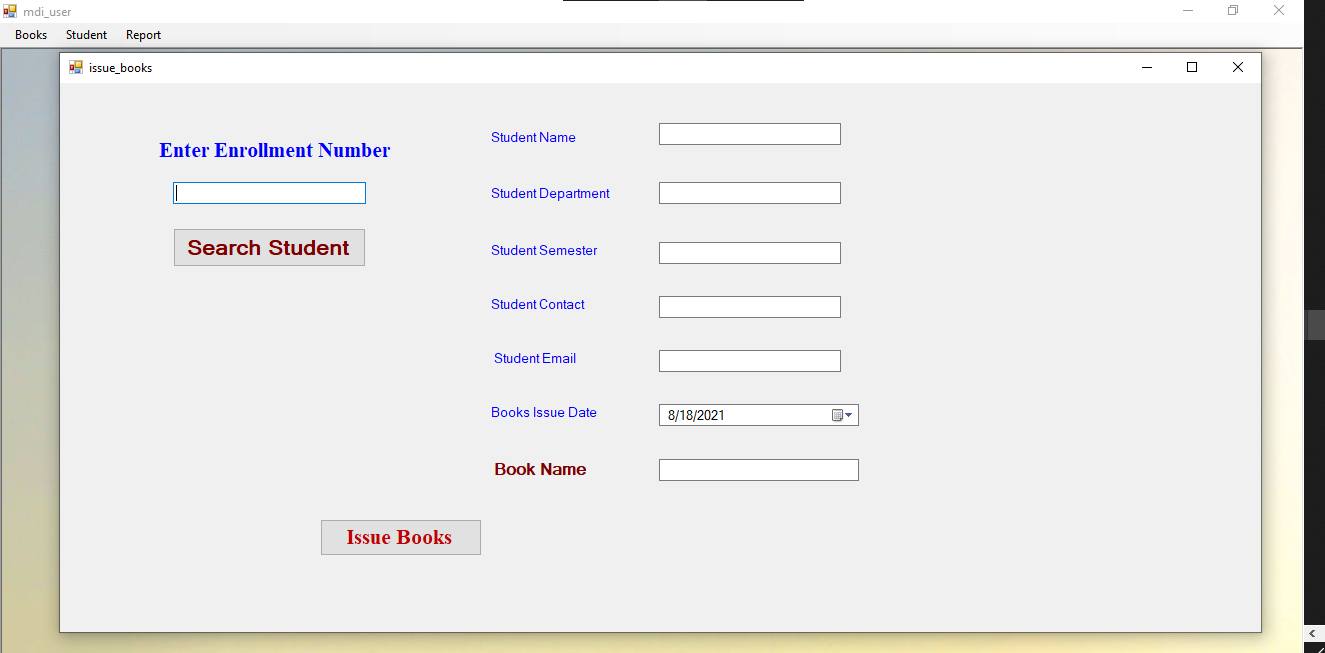 mdi_user
Books Student Report
issue_books
Enter Enrollment Number
Search Student
Student Name
Student Department
Student Semester
Student Contact
Student Email
Books Issue Date 8/18/2021
Book Name
Issue Books